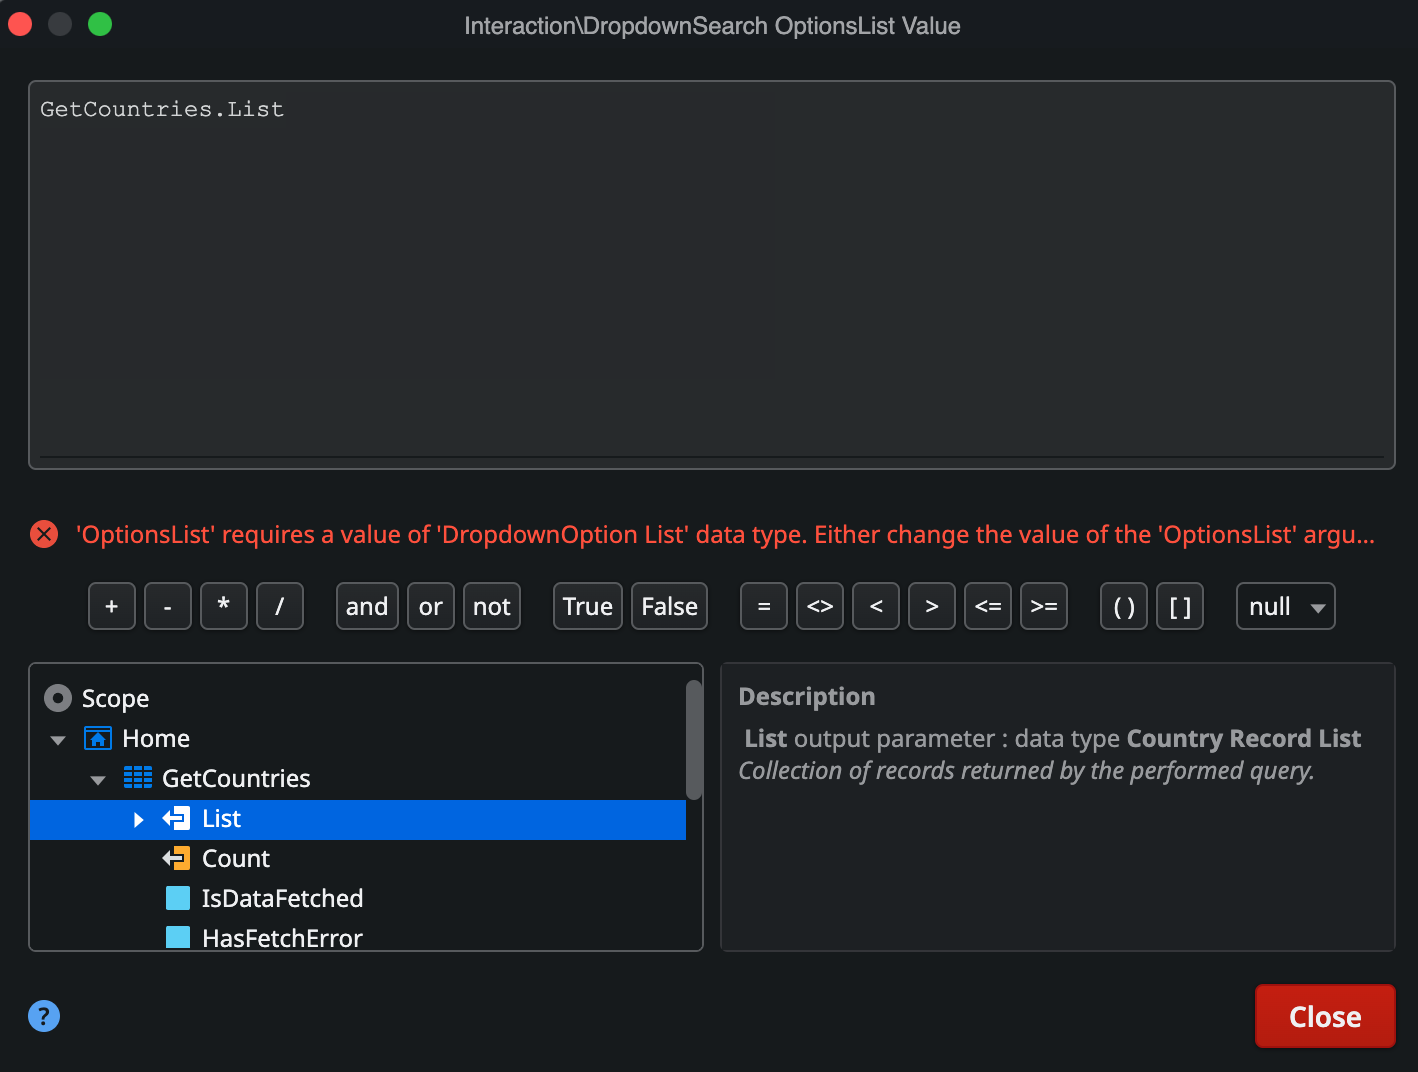 Interaction\DropdownSearch OptionsList Value
GetCountries.List
'OptionsList' requires a value of 'DropdownOption List' data type. Either change the value of the 'OptionsList' argu...
+ - * / and or not True False = <> < > <= >= ( ) [ ] null
Scope
Home
GetCountries
List
Count
IsDataFetched
HasFetchError
Description
List output parameter : data type Country Record List
Collection of records returned by the performed query.
?
Close